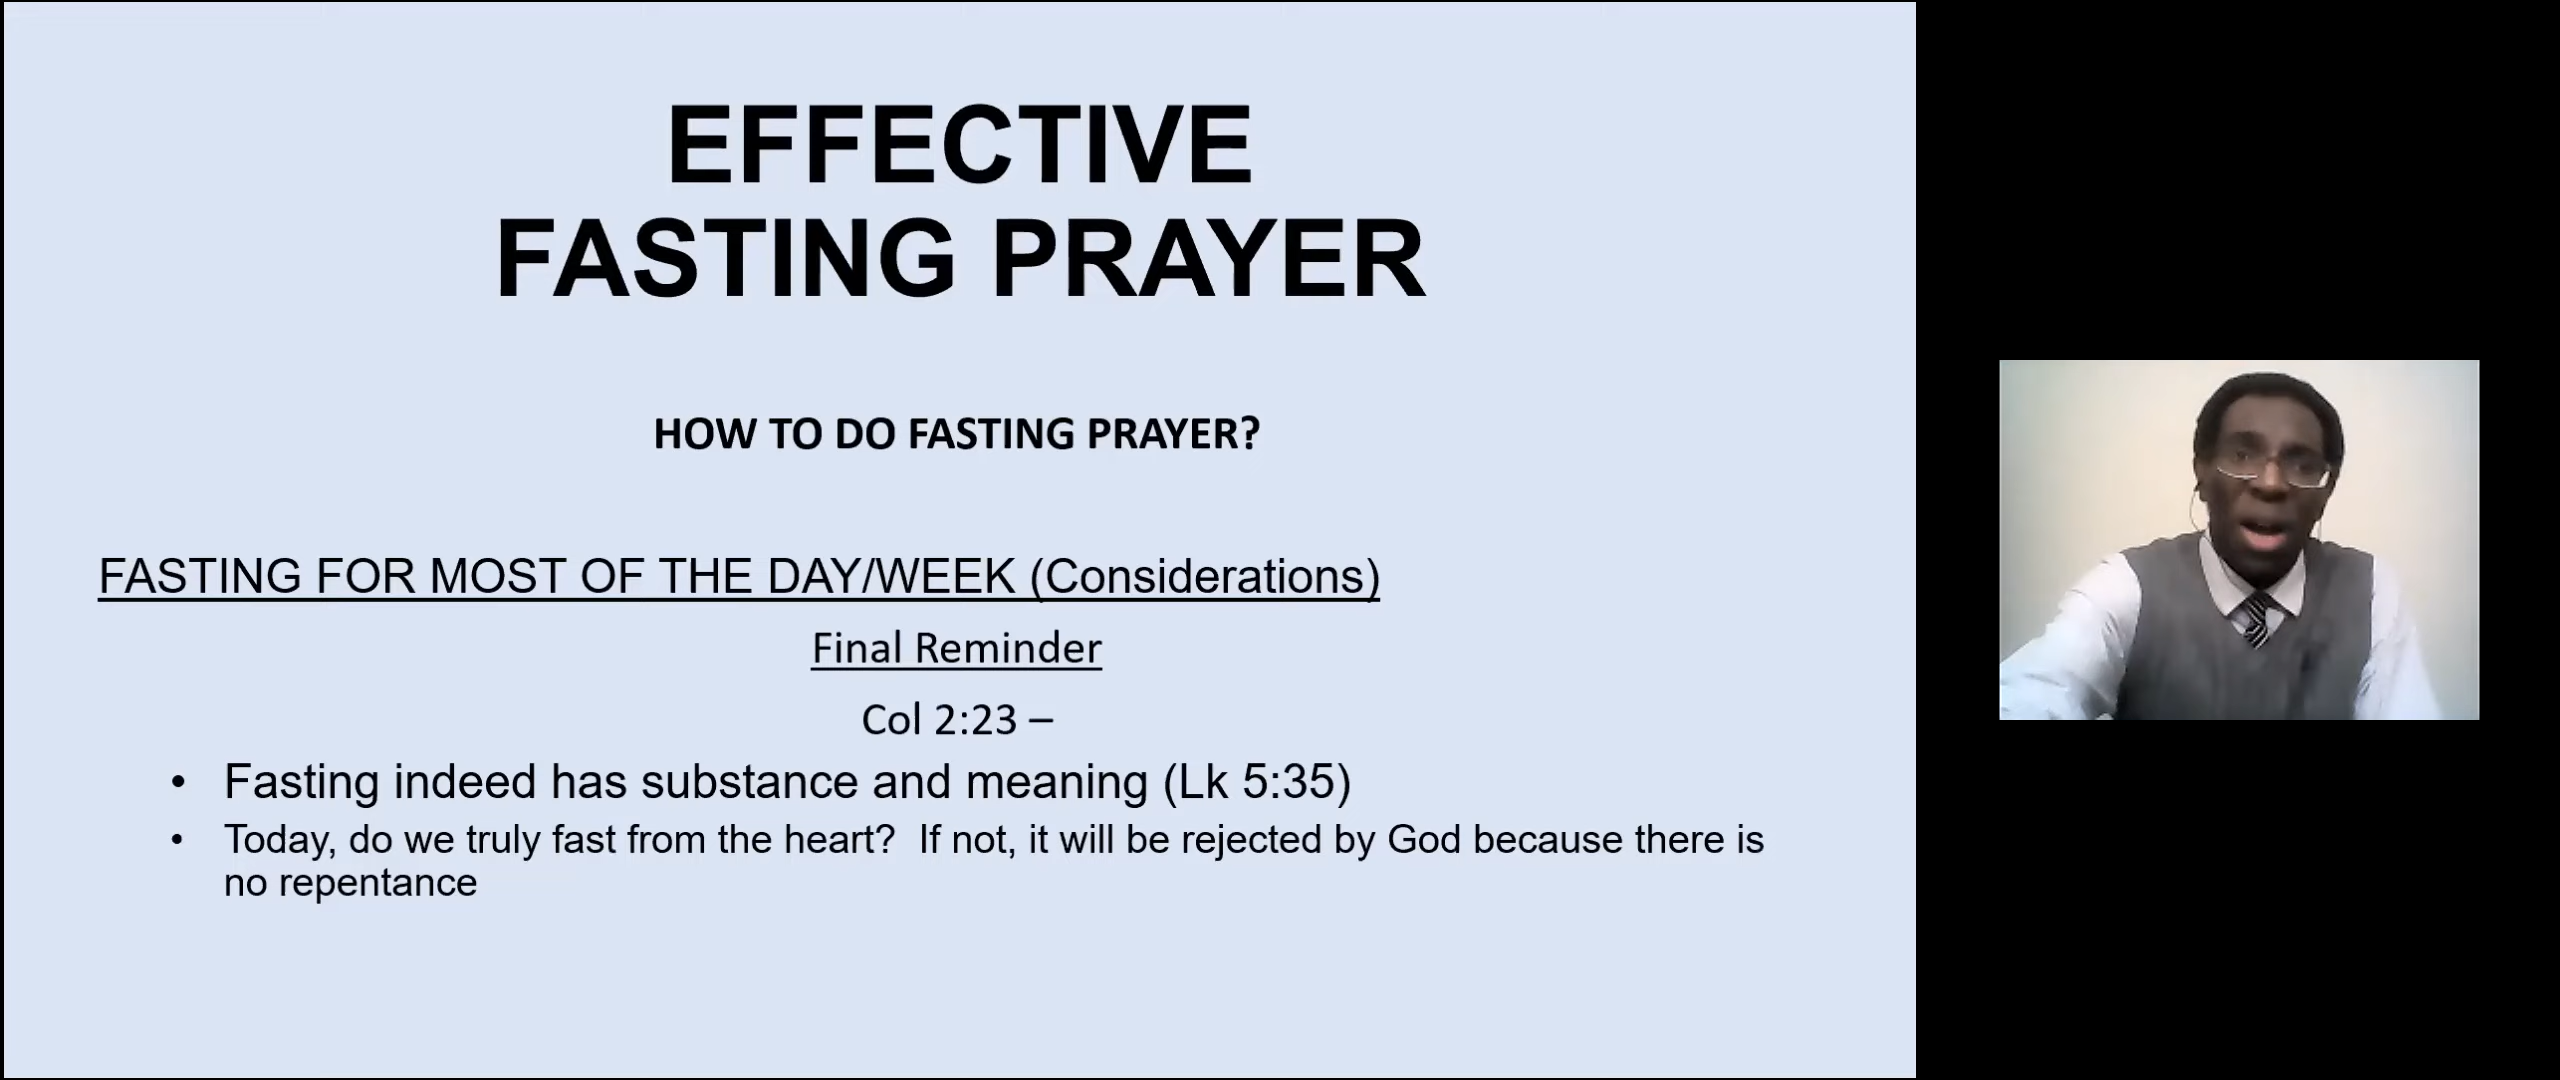 EFFECTIVE
FASTING PRAYER
HOW TO DO FASTING PRAYER?
FASTING FOR MOST OF THE DAY/WEEK (Considerations)
Final Reminder
Col 2:23 –
• Fasting indeed has substance and meaning (Lk 5:35)
• Today, do we truly fast from the heart?  If not, it will be rejected by God because there is
no repentance